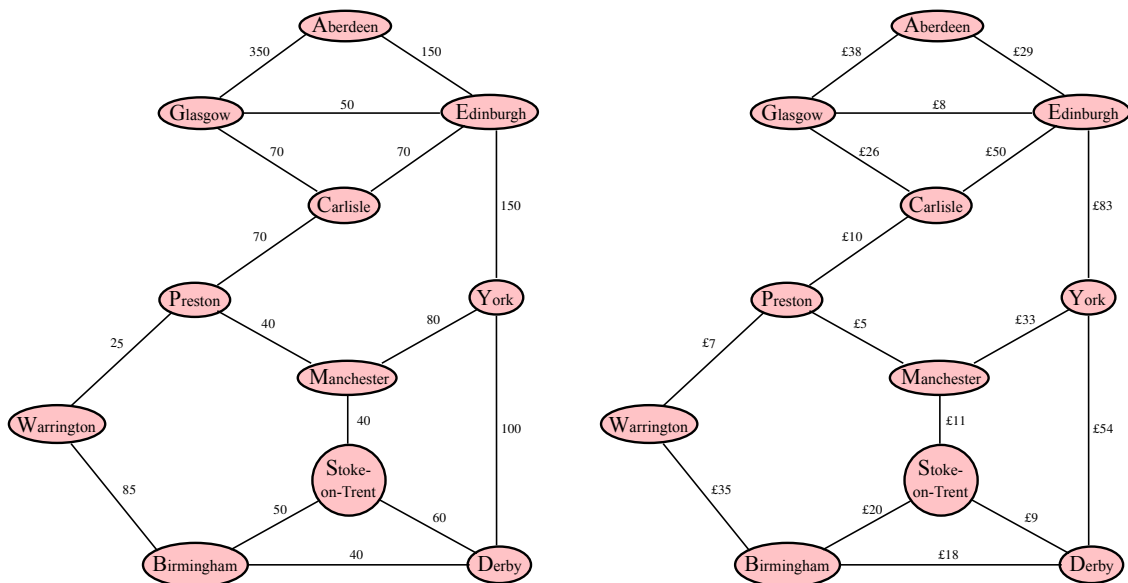 Aberdeen
350
150
Glasgow
50
Edinburgh
70
70
Carlisle
150
70
Preston
York
40
80
25
Manchester
Warrington
40
100
Stoke-
on-Trent
85
50
60
Birmingham
40
Derby
Aberdeen
£38
£29
Glasgow
£8
Edinburgh
£26
£50
Carlisle
£83
£10
Preston
York
£5
£33
£7
Manchester
Warrington
£11
£54
Stoke-
on-Trent
£35
£20
£9
Birmingham
£18
Derby